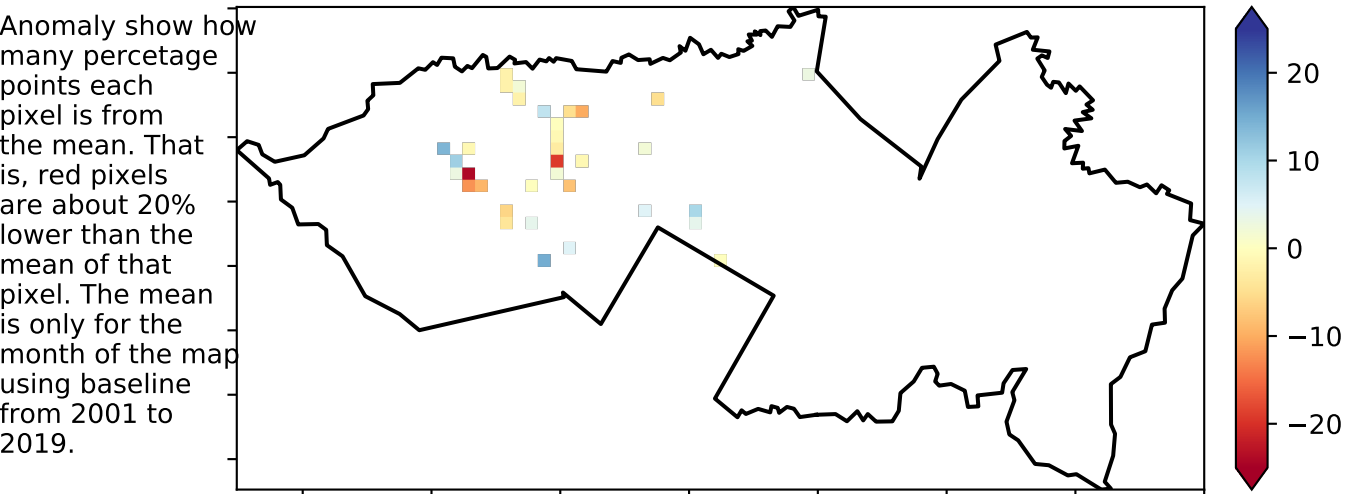 Anomaly show how
many percetage
points each
pixel is from
the mean. That
is, red pixels
are about 20%
lower than the
mean of that
pixel. The mean
is only for the
month of the map
using baseline
from 2001 to
2019.
20
10
0
−10
−20